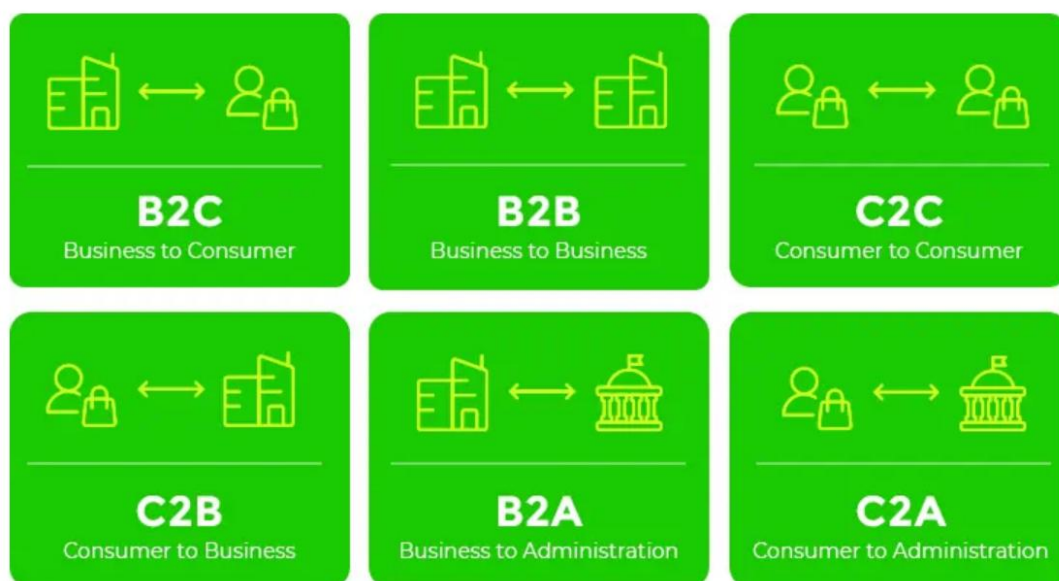 B2C
Business to Consumer
B2B
Business to Business
C2C
Consumer to Consumer
C2B
Consumer to Business
B2A
Business to Administration
C2A
Consumer to Administration